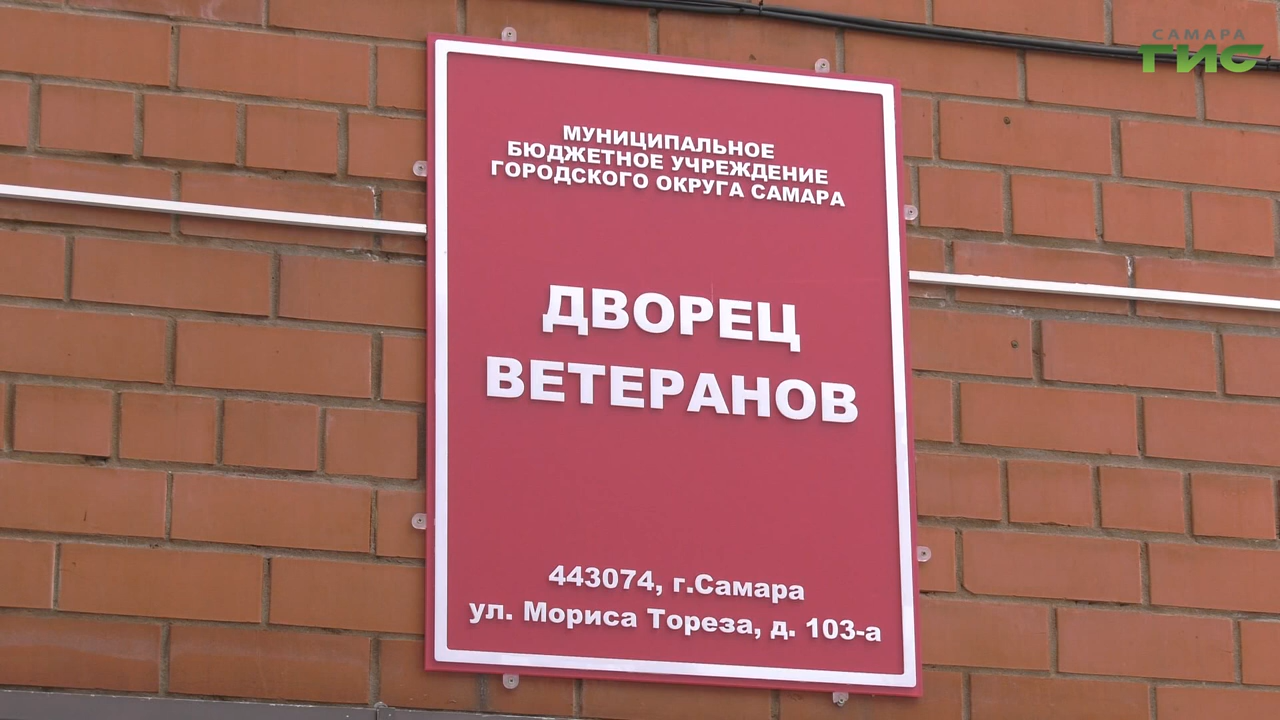 САМАРА
ГИС
МУНИЦИПАЛЬНОЕ
БЮДЖЕТНОЕ УЧРЕЖДЕНИЕ
ГОРОДСКОГО ОКРУГА САМАРА
ДВОРЕЦ
ВЕТЕРАНОВ
443074, г.Самара
ул. Мориса Тореза, д. 103-а